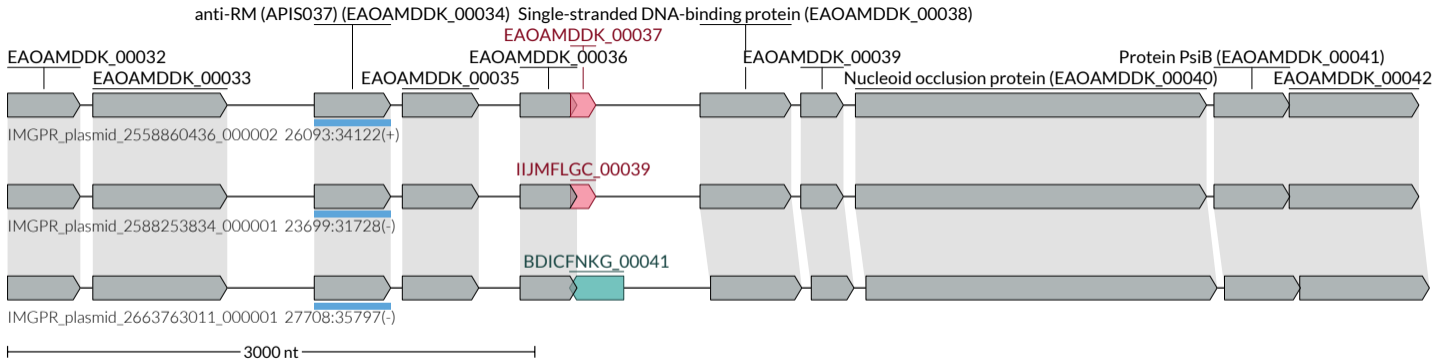 anti-RM (APIS037) (EAOAMDDK_00034) Single-stranded DNA-binding protein (EAOAMDDK_00038)
EAOAMDDK_00037
EAOAMDDK_00032 EAOAMDDK_00036 EAOAMDDK_00039 Protein PsiB (EAOAMDDK_00041)
EAOAMDDK_00033 EAOAMDDK_00035 Nucleoid occlusion protein (EAOAMDDK_00040) EAOAMDDK_00042
IMGPR_plasmid_2558860436_000002 26093:34122(+)
IIJMFLGC_00039
IMGPR_plasmid_2588253834_000001 23699:31728(-)
BDICFNKG_00041
IMGPR_plasmid_2663763011_000001 27708:35797(-)
3000 nt